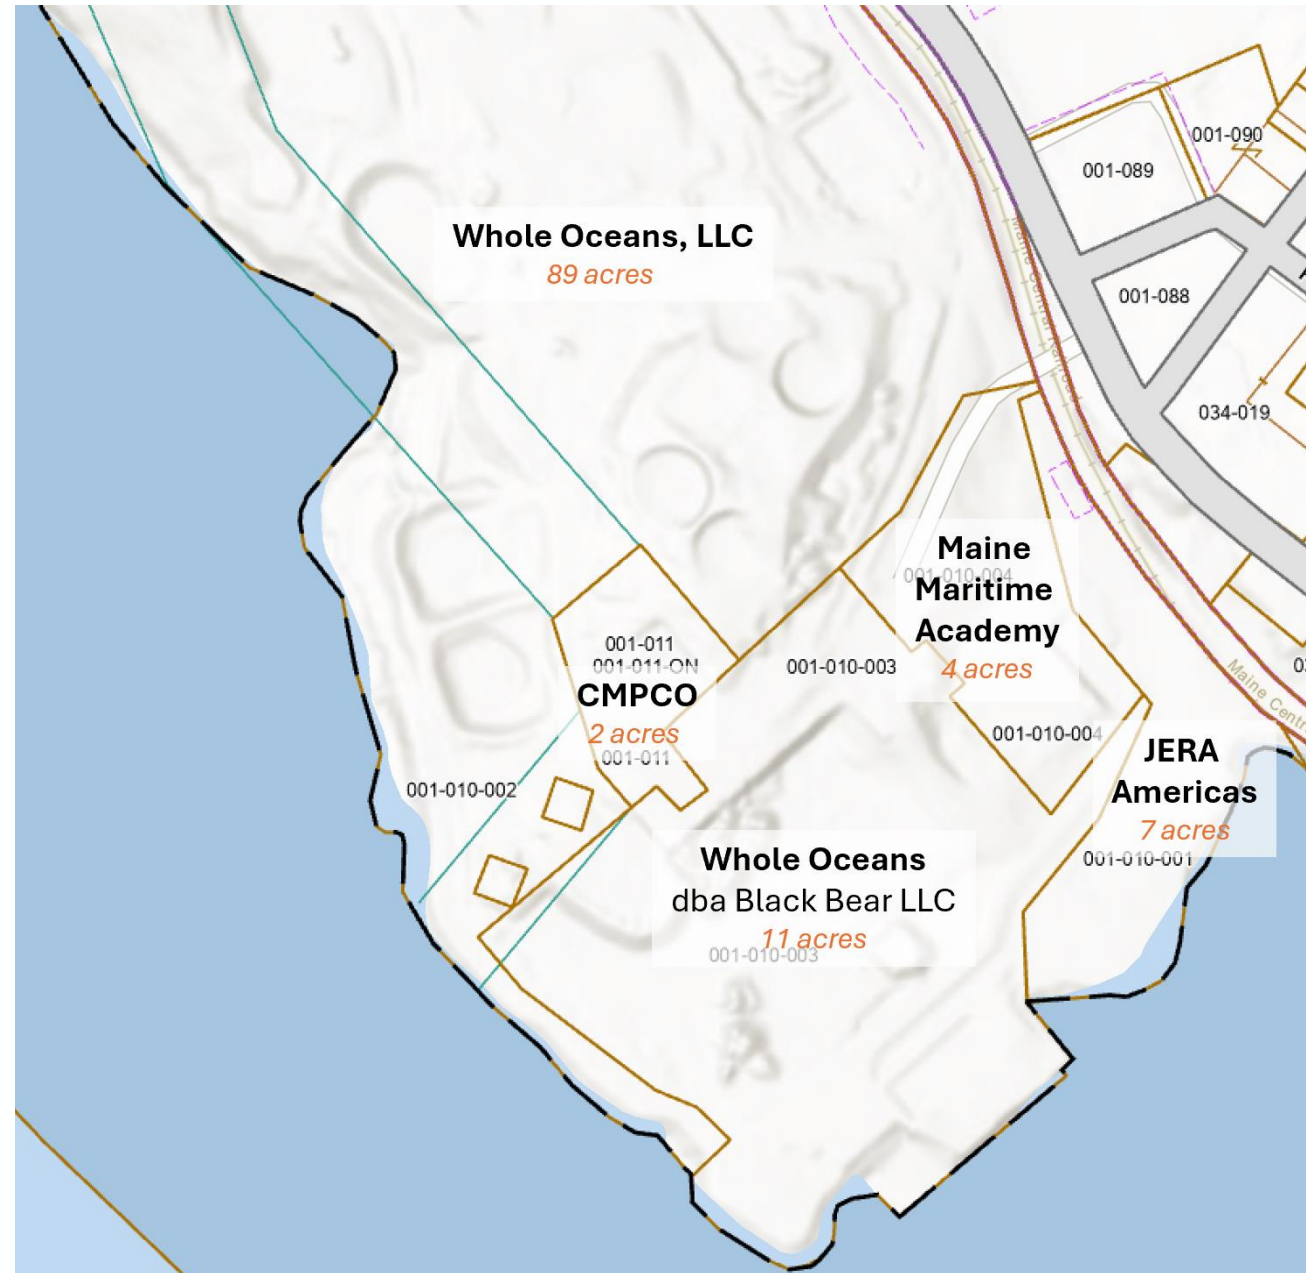 001-090
001-089
Maine Central Railroad
Whole Oceans, LLC
89 acres
001-088
034-019
Maine
001-010-004
Maritime
Academy
4 acres
001-011
001-011-ON
001-010-003
CMPCO
2 acres
001-011
Maine Centr
001-010-004
JERA
Americas
7 acres
001-010-001
001-010-002
Whole Oceans
dba Black Bear LLC
11 acres
001-010-003